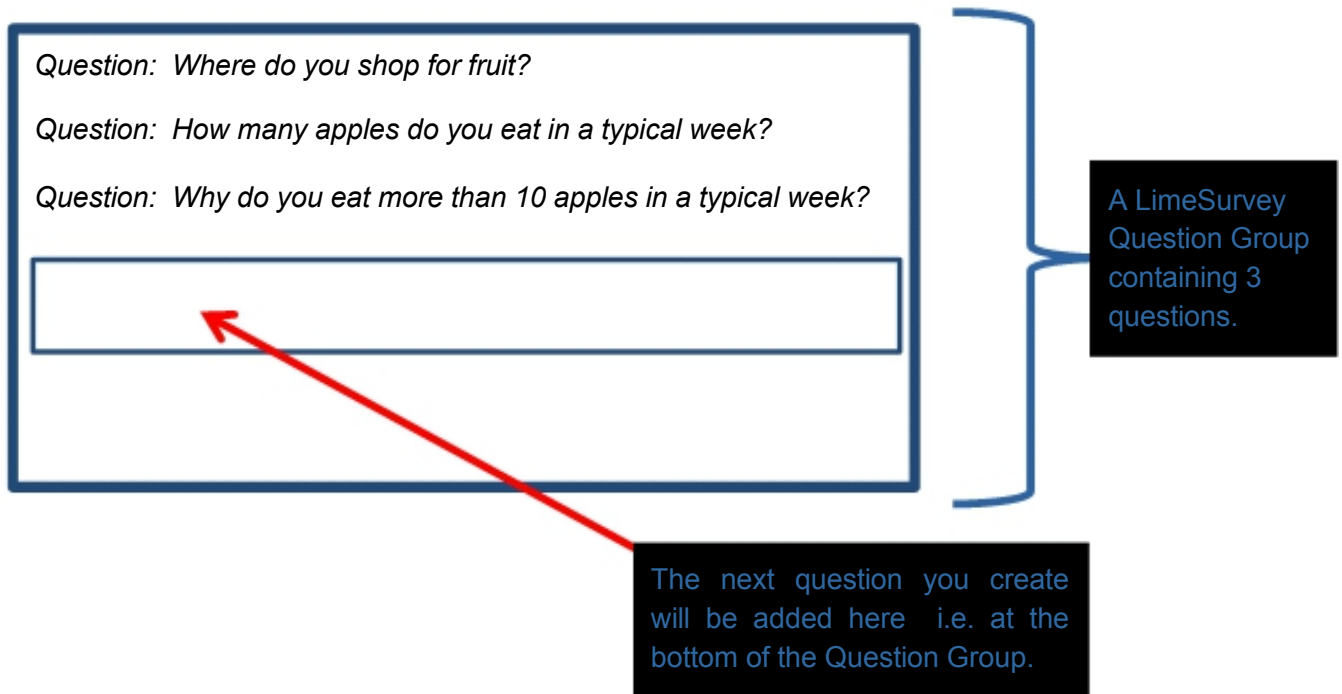 Question: Where do you shop for fruit?
Question: How many apples do you eat in a typical week?
Question: Why do you eat more than 10 apples in a typical week?
A LimeSurvey
Question Group
containing 3
questions.
The next question you create
will be added here i.e. at the
bottom of the Question Group.